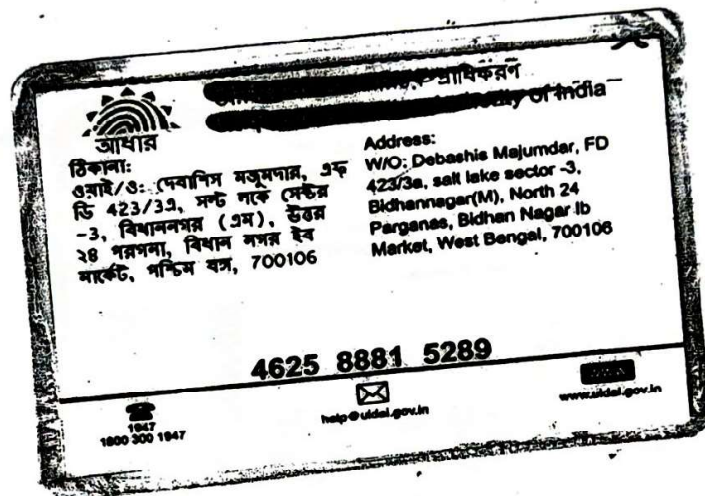 প্রাধিকরণ
of India
আধার
ঠিকানা:
ওয়াই/ও: দেবাশিস মজুমদার, এফ
ডি 423/3এ, সল্ট লকে সেক্টর
-3, বিধাননগর (এম), উত্তর
২৪ পরগনা, বিধান নগর ইব
মার্কেট, পশ্চিম বঙ্গ, 700106
Address:
W/O: Debashis Majumdar, FD
423/3a, salt lake sector -3,
Bidhannagar(M), North 24
Parganas, Bidhan Nagar Ib
Market, West Bengal, 700106
4625 8881 5289
1947
1800 300 1947
help@uidai.gov.in
www.uidai.gov.in